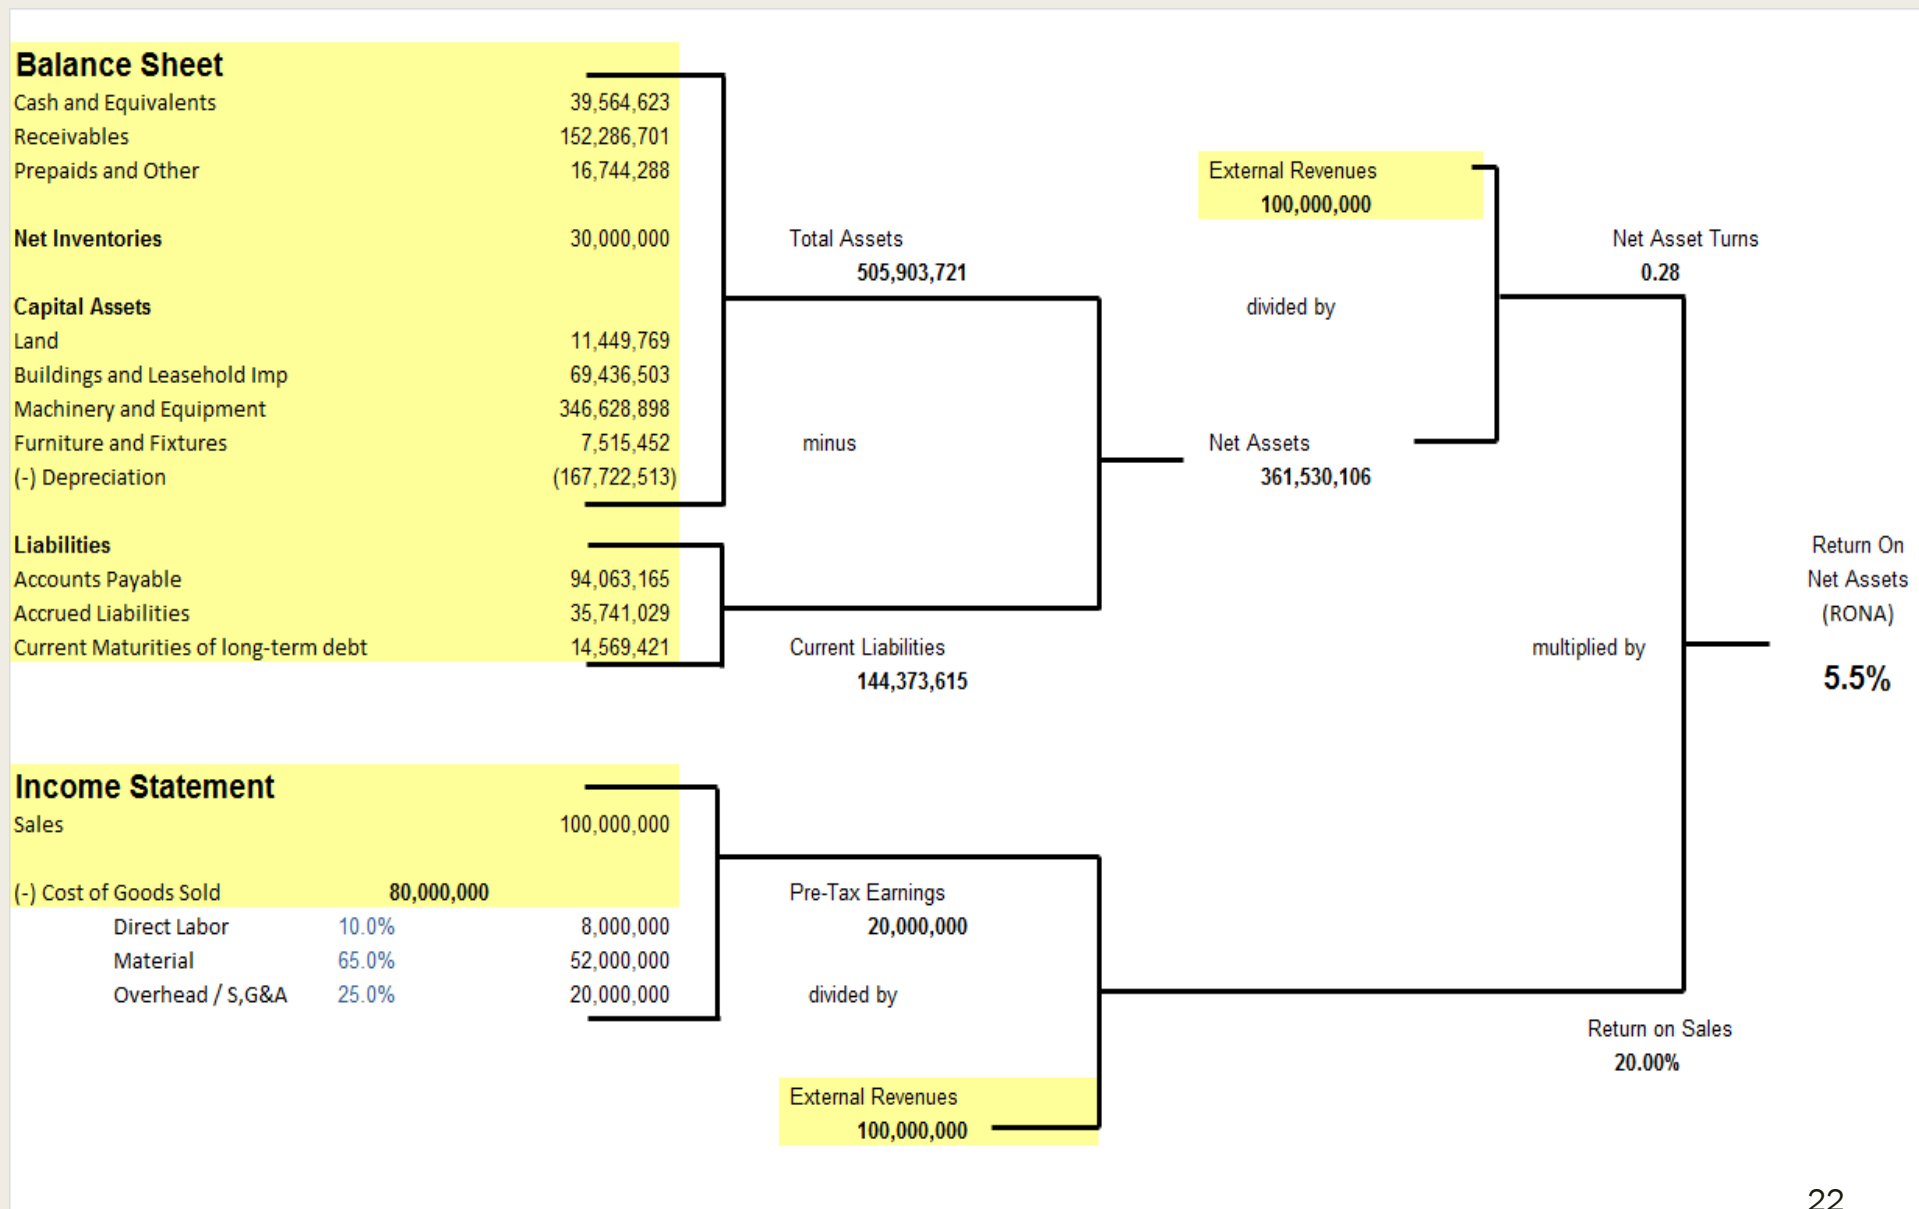 Balance Sheet
Cash and Equivalents 39,564,623
Receivables 152,286,701
Prepaids and Other 16,744,288
Net Inventories 30,000,000
Capital Assets
Land 11,449,769
Buildings and Leasehold Imp 69,436,503
Machinery and Equipment 346,628,898
Furniture and Fixtures 7,515,452
(-) Depreciation (167,722,513)
Liabilities
Accounts Payable 94,063,165
Accrued Liabilities 35,741,029
Current Maturities of long-term debt 14,569,421
Total Assets
505,903,721
minus
Current Liabilities
144,373,615
External Revenues
100,000,000
divided by
Net Assets
361,530,106
Net Asset Turns
0.28
multiplied by
Return On
Net Assets
(RONA)
5.5%
Income Statement
Sales 100,000,000
(-) Cost of Goods Sold 80,000,000
Direct Labor 10.0% 8,000,000
Material 65.0% 52,000,000
Overhead / S,G&A 25.0% 20,000,000
Pre-Tax Earnings
20,000,000
divided by
External Revenues
100,000,000
Return on Sales
20.00%
22